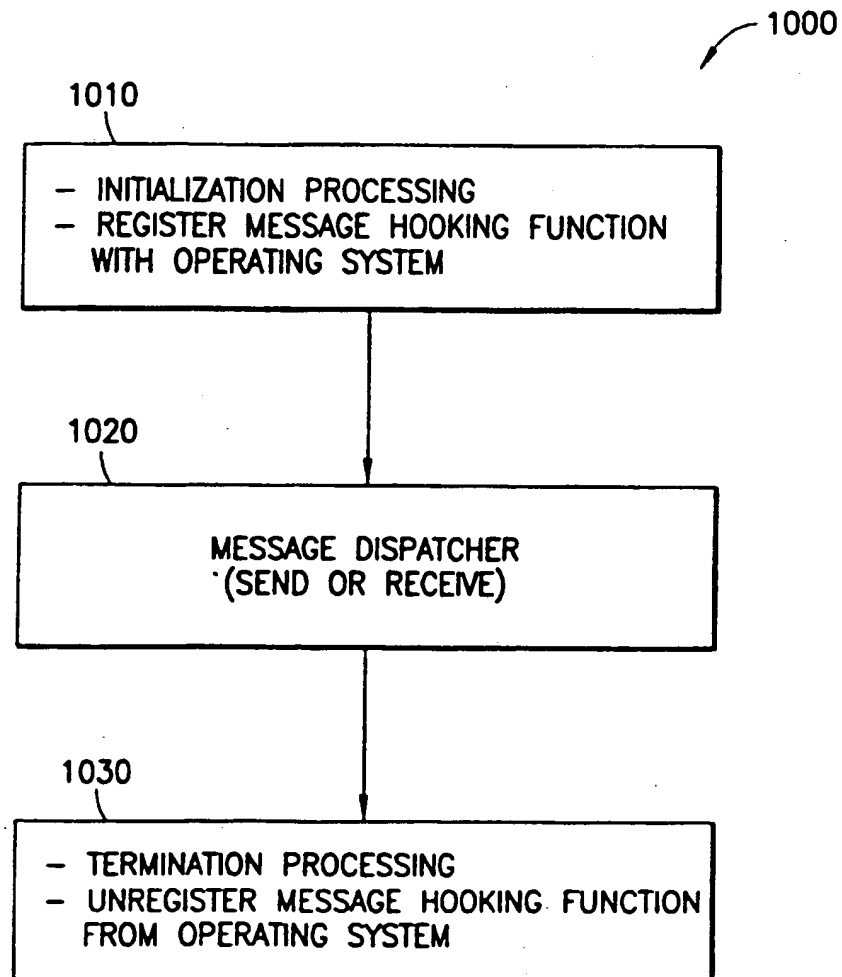 1000
1010
– INITIALIZATION PROCESSING
– REGISTER MESSAGE HOOKING FUNCTION
WITH OPERATING SYSTEM
1020
MESSAGE DISPATCHER
(SEND OR RECEIVE)
1030
– TERMINATION PROCESSING
– UNREGISTER MESSAGE HOOKING FUNCTION
FROM OPERATING SYSTEM